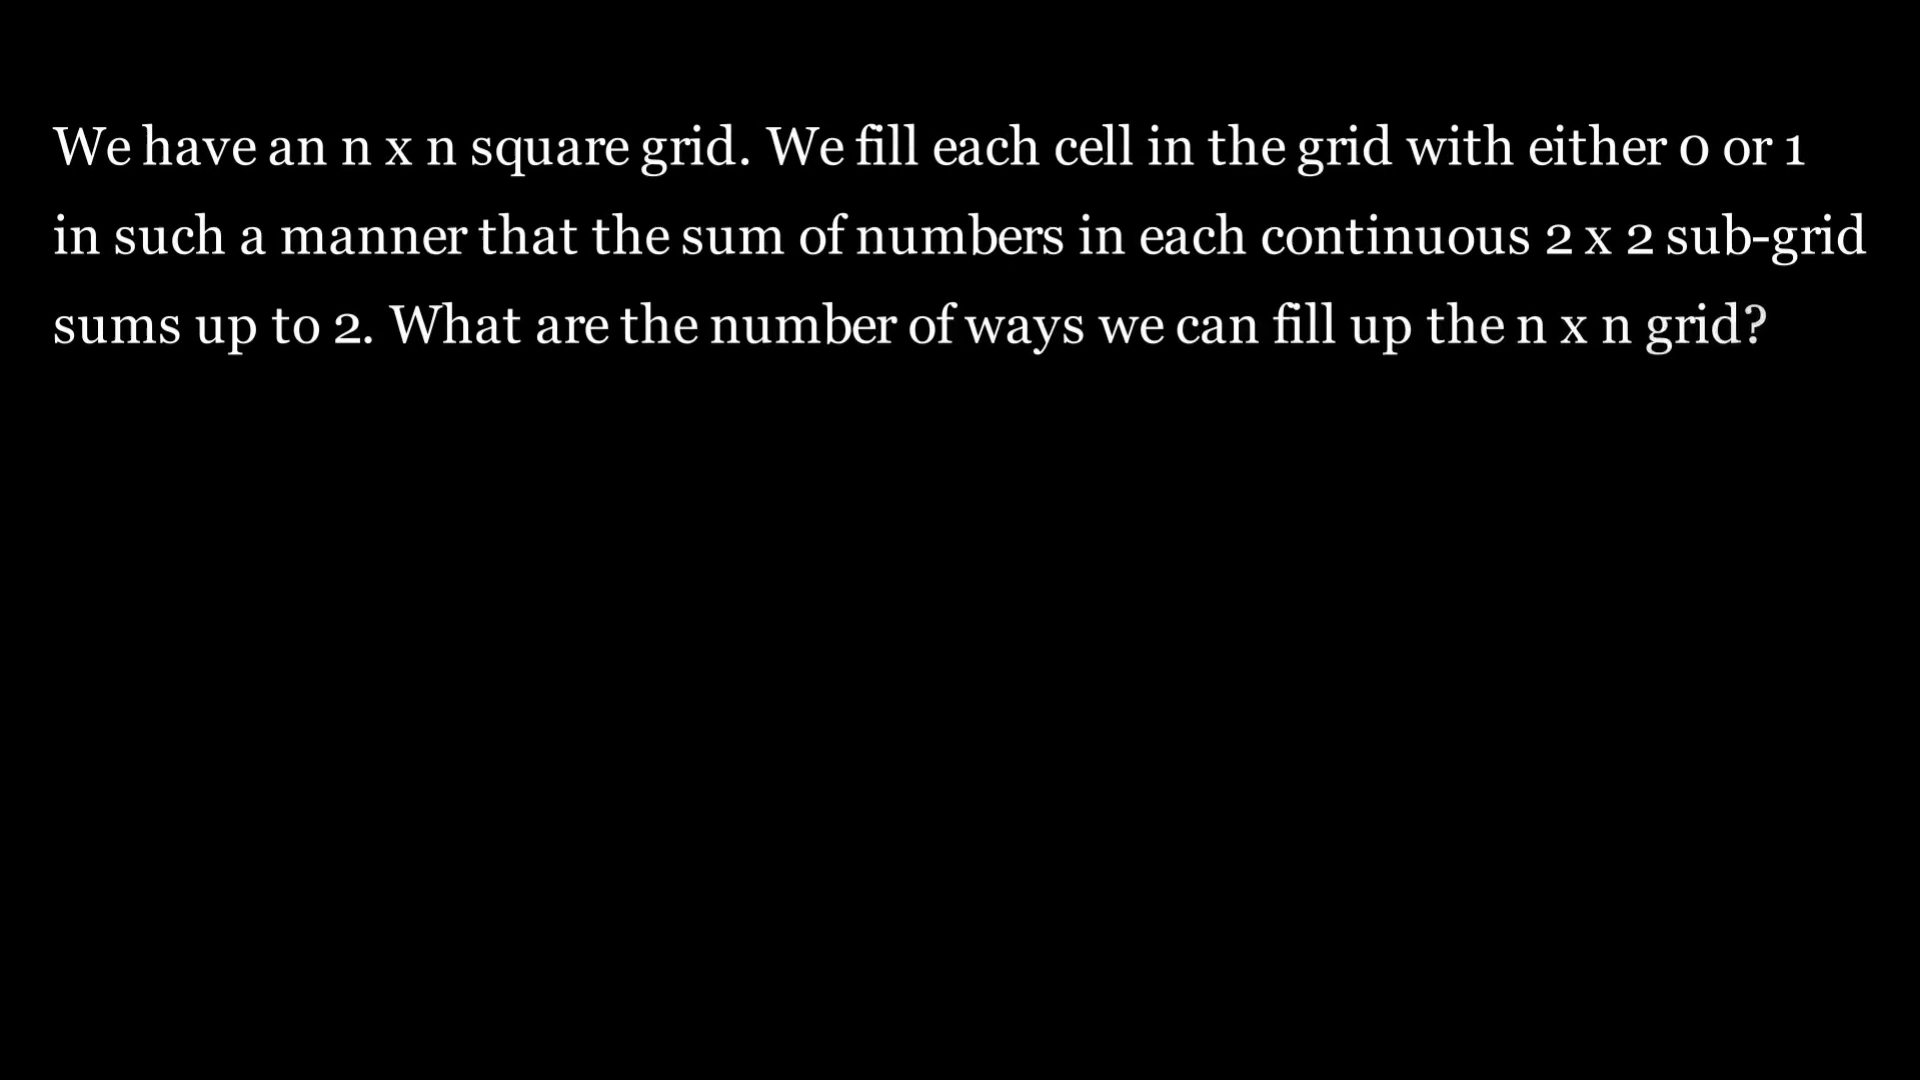 We have an n x n square grid. We fill each cell in the grid with either 0 or 1
in such a manner that the sum of numbers in each continuous 2 x 2 sub-grid
sums up to 2. What are the number of ways we can fill up the n x n grid?